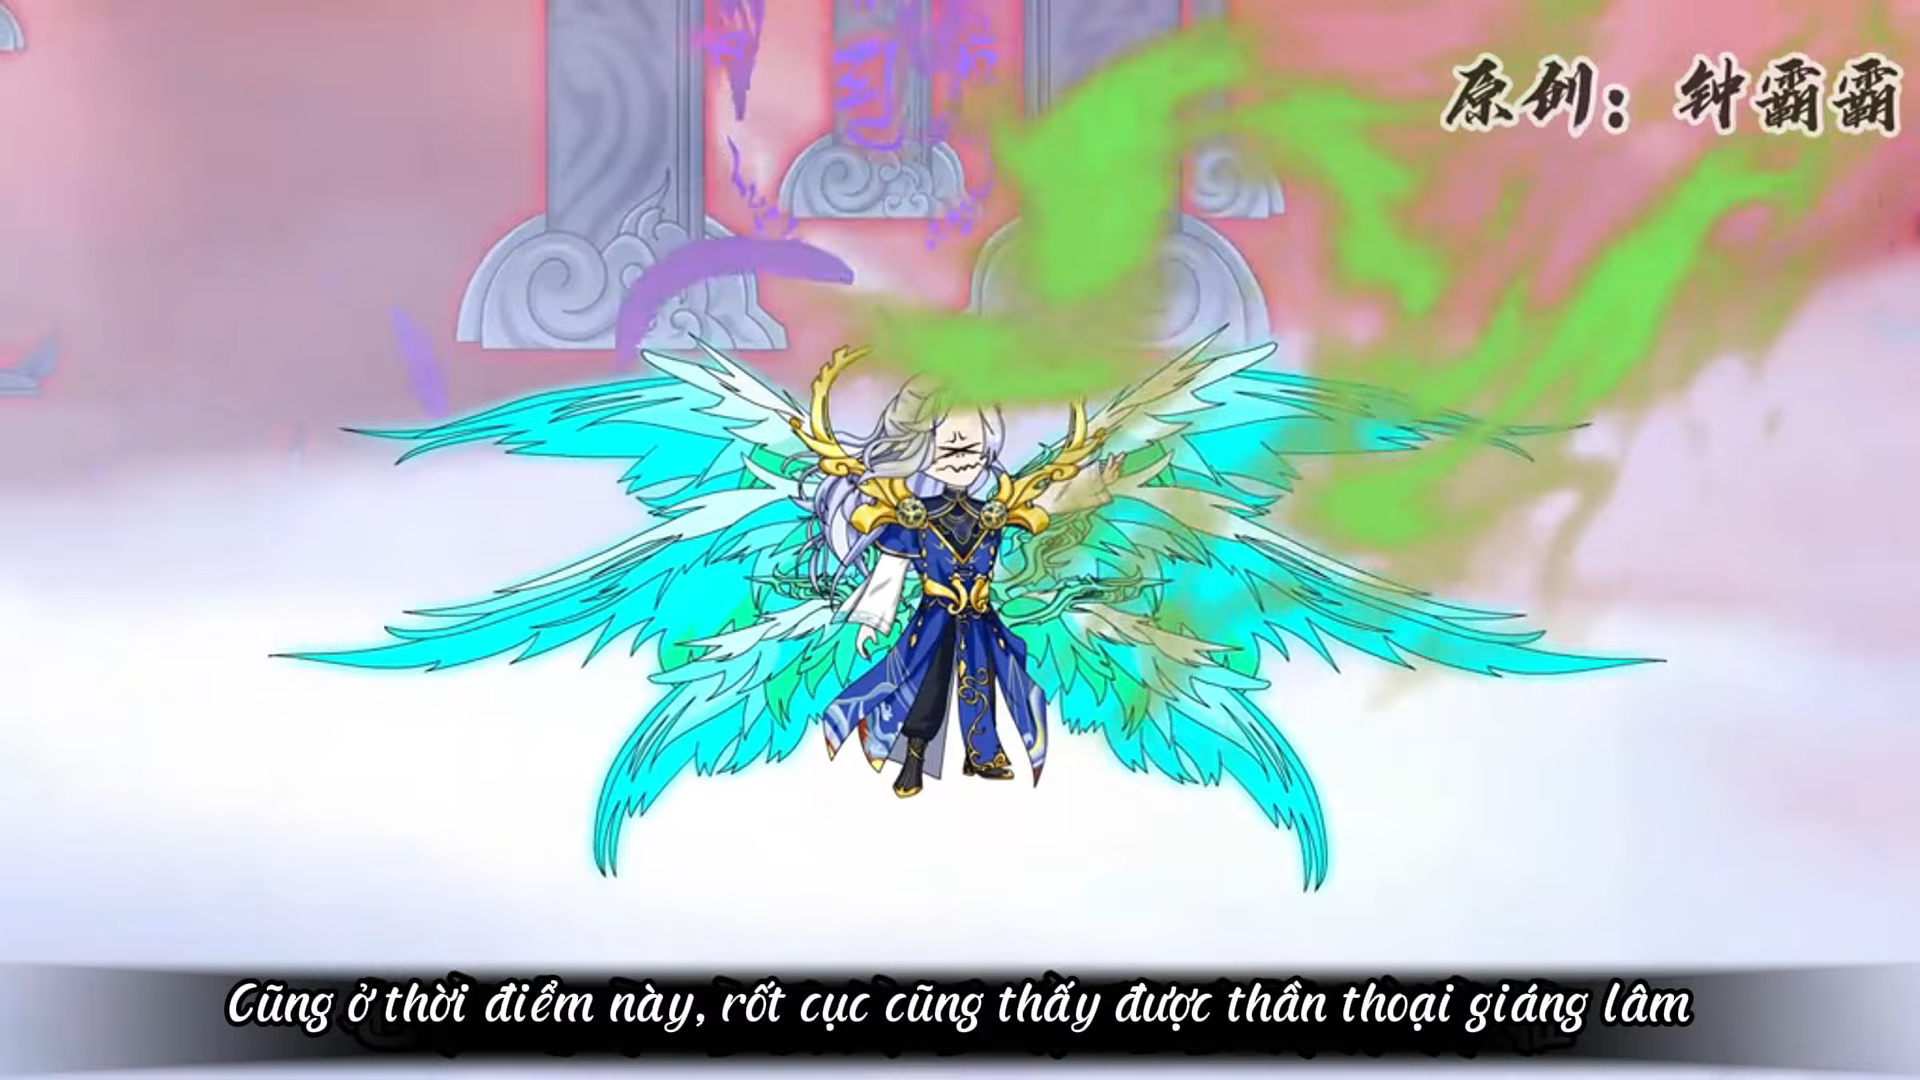 原创：钟霸霸
Cũng ở thời điểm này, rốt cục cũng thấy được thần thoại giáng lâm